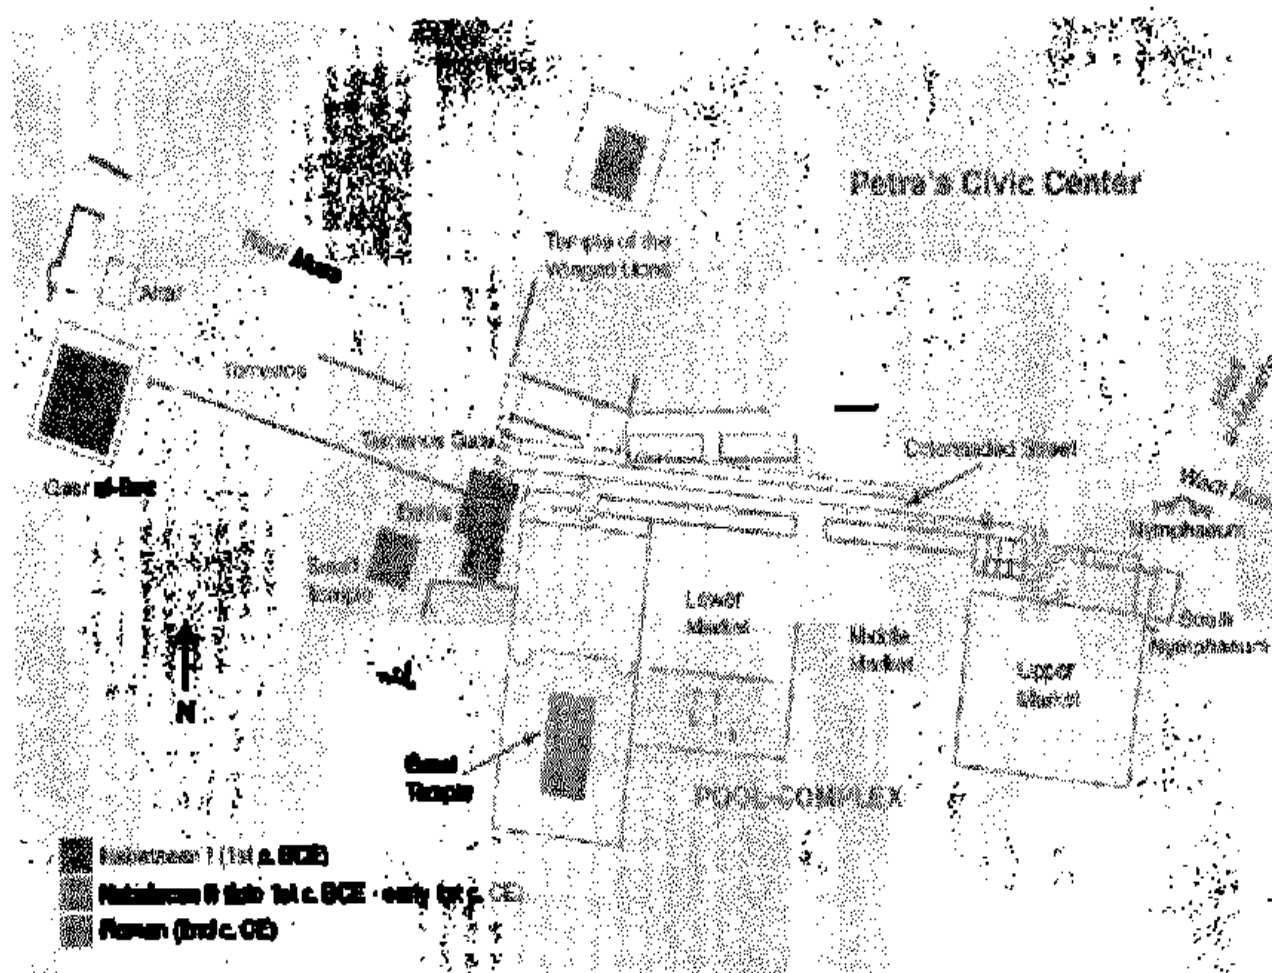 Petra's Civic Center
Temple of the
Winged Lions
Wadi Musa
Altar
Temenos
Temenos Gate
Colonnaded Street
Qasr al-Bint
Baths
Wadi
Nymphaeum
Small
Temple
Lower
Market
Middle
Market
South
Nymphaeum
Upper
Market
N
Great
Temple
POOL-COMPLEX
Nabataean I (1st c. BCE)
Nabataean II (late 1st c. BCE - early 1st c. CE)
Roman (2nd c. CE)